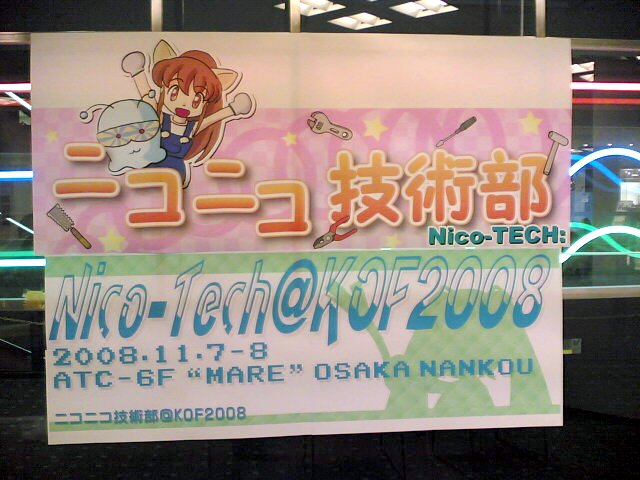 ニコニコ技術部
Nico-TECH:
Nico-Tech@KOF2008
2008.11.7-8
ATC-6F “MARE” OSAKA NANKOU
ニコニコ技術部@KOF2008